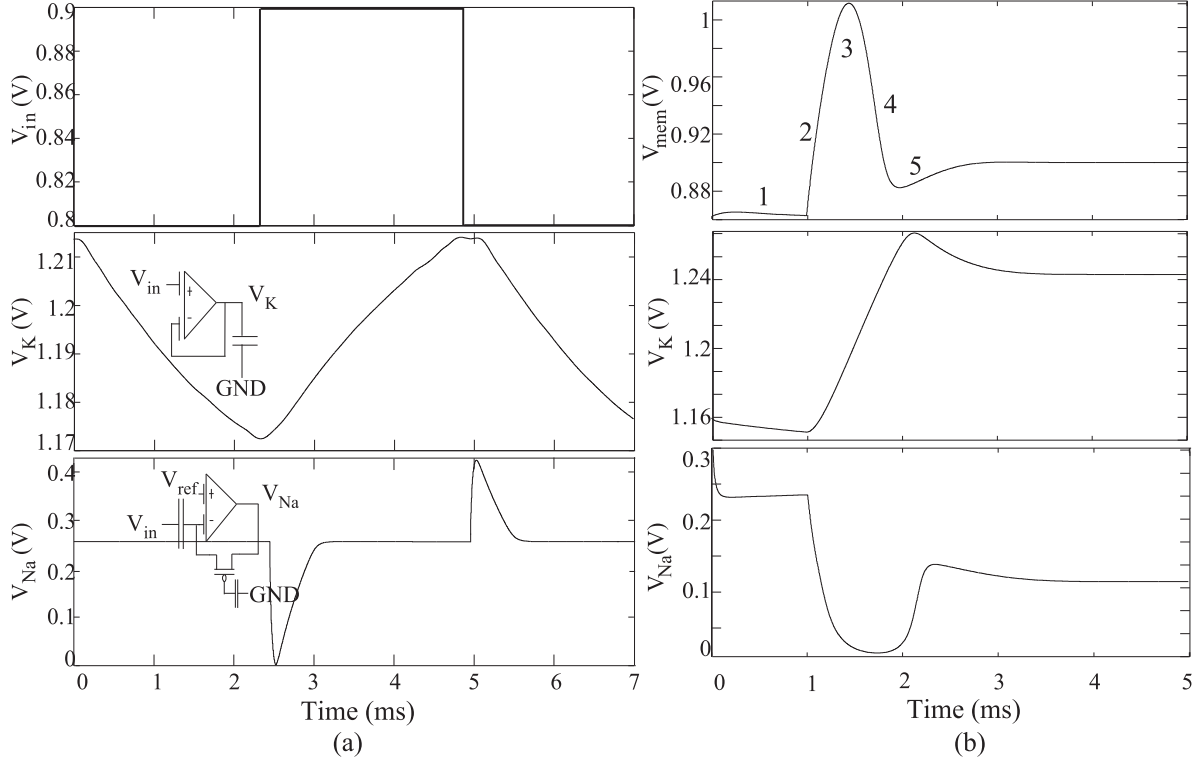 V_in (V)
0.9
0.88
0.86
0.84
0.82
0.8
V_K (V)
1.21
1.2
1.19
1.18
1.17
V_in
+
-
V_K
GND
V_Na (V)
0.4
0.3
0.2
0.1
0
V_ref
+
-
V_in
V_Na
GND
0 1 2 3 4 5 6 7
Time (ms)
(a)
V_mem (V)
1
0.96
0.92
0.88
1
2
3
4
5
V_K (V)
1.24
1.2
1.16
V_Na (V)
0.3
0.2
0.1
0
0 1 2 3 4 5
Time (ms)
(b)